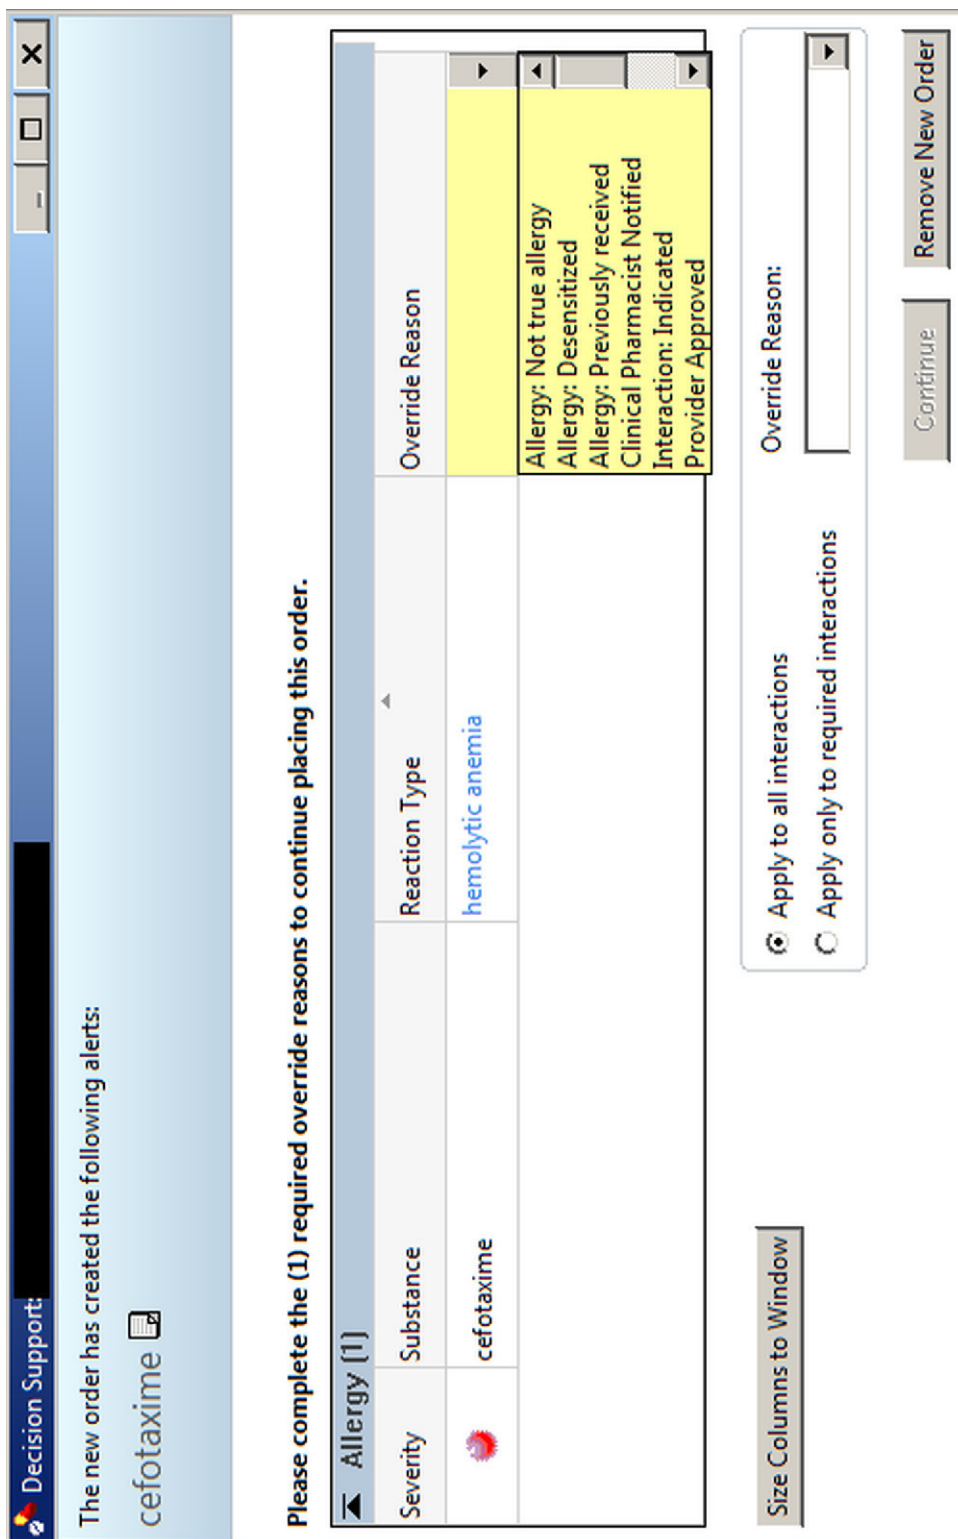 Decision Support:
The new order has created the following alerts:
cefotaxime
Please complete the (1) required override reasons to continue placing this order.
Allergy (1)
Severity Substance Reaction Type Override Reason
cefotaxime hemolytic anemia
Allergy: Not true allergy
Allergy: Desensitized
Allergy: Previously received
Clinical Pharmacist Notified
Interaction: Indicated
Provider Approved
Size Columns to Window
Apply to all interactions
Apply only to required interactions
Override Reason:
Continue
Remove New Order